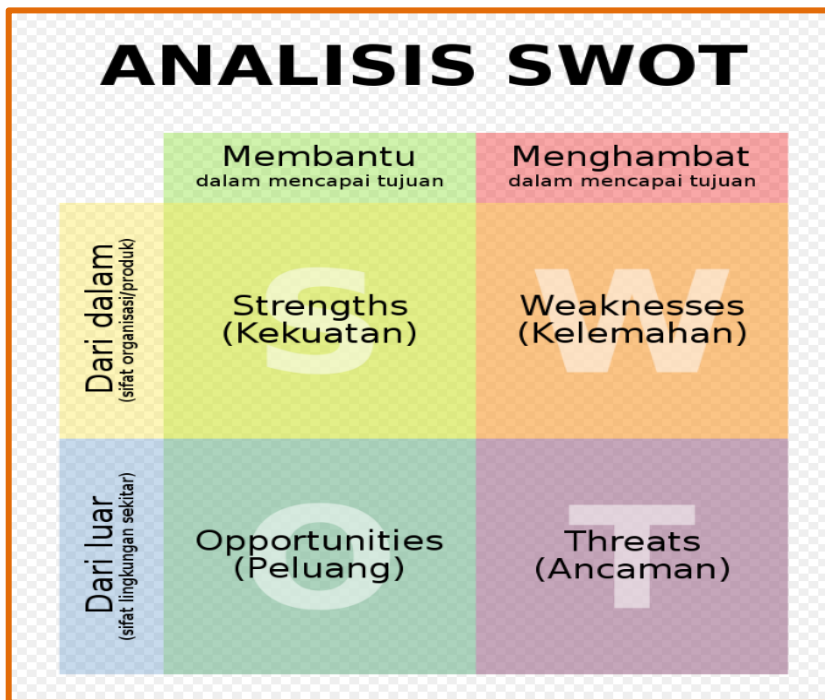 ANALISIS SWOT
Membantu
dalam mencapai tujuan
Menghambat
dalam mencapai tujuan
Dari dalam
(sifat organisasi/produk)
S
Strengths
(Kekuatan)
W
Weaknesses
(Kelemahan)
Dari luar
(sifat lingkungan sekitar)
O
Opportunities
(Peluang)
T
Threats
(Ancaman)